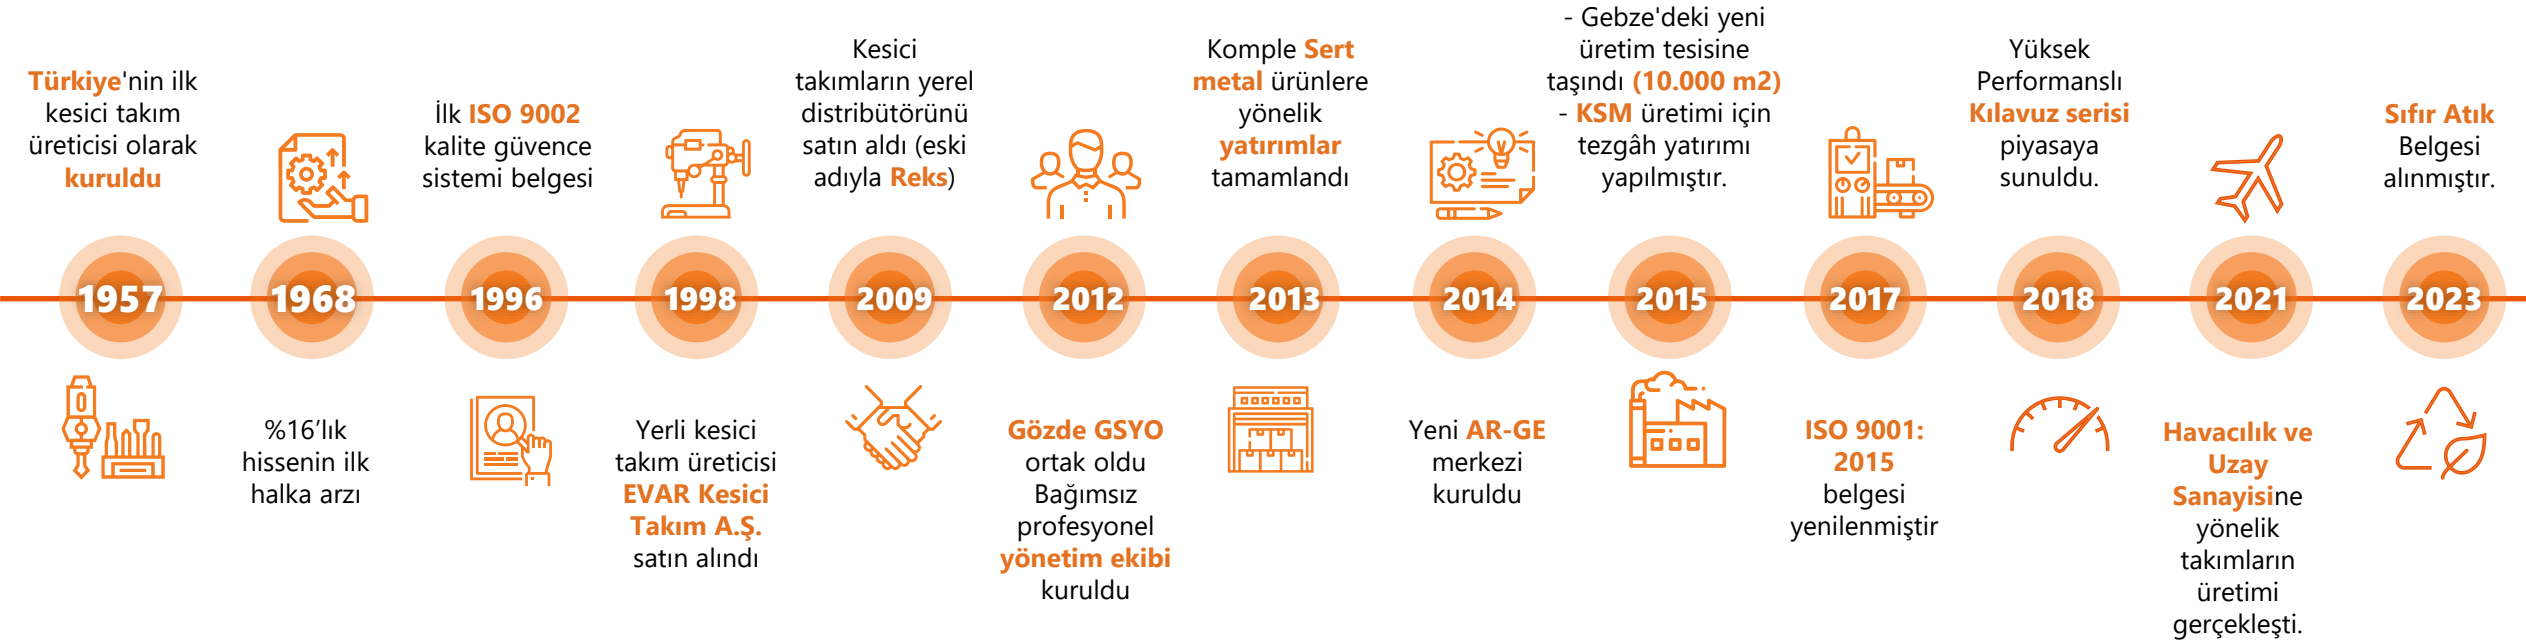 Türkiye'nin ilk
kesici takım
üreticisi olarak
kuruldu
1957
1968
%16’lık
hissenin ilk
halka arzı
İlk ISO 9002
kalite güvence
sistemi belgesi
1996
1998
Yerli kesici
takım üreticisi
EVAR Kesici
Takım A.Ş.
satın alındı
Kesici
takımların yerel
distribütörünü
satın aldı (eski
adıyla Reks)
2009
2012
Gözde GSYO
ortak oldu
Bağımsız
profesyonel
yönetim ekibi
kuruldu
Komple Sert
metal ürünlere
yönelik
yatırımlar
tamamlandı
2013
2014
Yeni AR-GE
merkezi
kuruldu
- Gebze'deki yeni
üretim tesisine
taşındı (10.000 m2)
- KSM üretimi için
tezgâh yatırımı
yapılmıştır.
2015
2017
ISO 9001:
2015
belgesi
yenilenmiştir
Yüksek
Performanslı
Kılavuz serisi
piyasaya
sunuldu.
2018
2021
Havacılık ve
Uzay
Sanayisine
yönelik
takımların
üretimi
gerçekleşti.
Sıfır Atık
Belgesi
alınmıştır.
2023